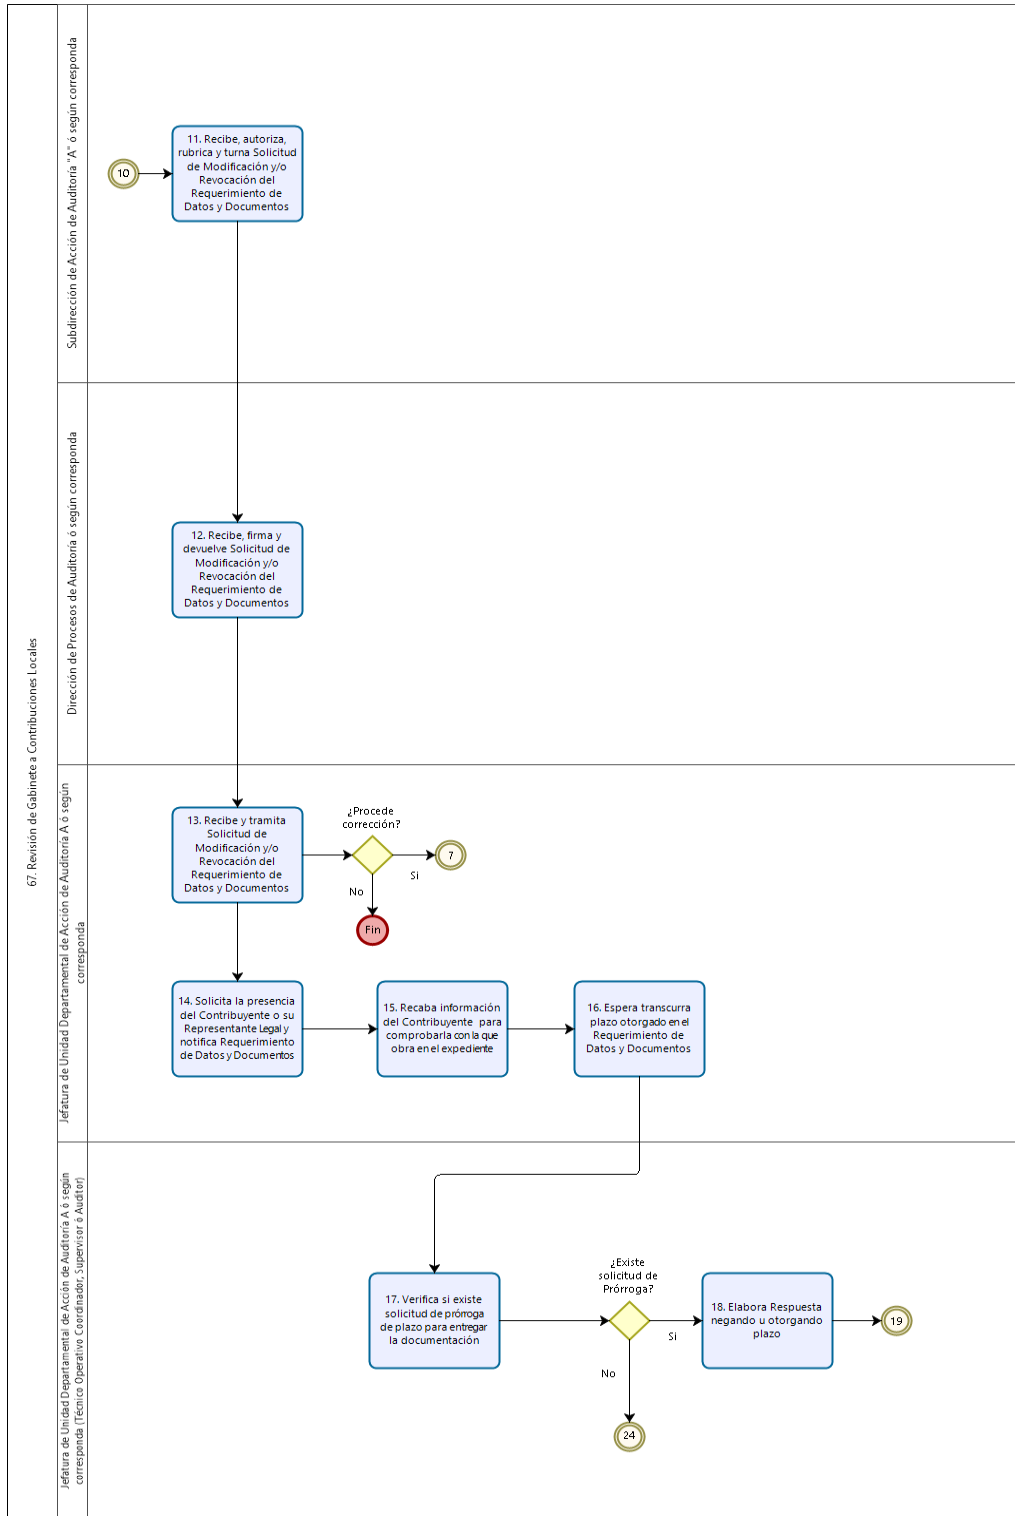 67. Revisión de Gabinete a Contribuciones Locales
Subdirección de Acción de Auditoría "A" ó según corresponda
10
11. Recibe, autoriza,
rubrica y turna Solicitud
de Modificación y/o
Revocación del
Requerimiento de
Datos y Documentos
Dirección de Procesos de Auditoría ó según corresponda
12. Recibe, firma y
devuelve Solicitud de
Modificación y/o
Revocación del
Requerimiento de
Datos y Documentos
Jefatura de Unidad Departamental de Acción de Auditoría A ó según
corresponda
13. Recibe y tramita
Solicitud de
Modificación y/o
Revocación del
Requerimiento de
Datos y Documentos
¿Procede
corrección?
Si
7
No
Fin
14. Solicita la presencia
del Contribuyente o su
Representante Legal y
notifica Requerimiento
de Datos y Documentos
15. Recaba información
del Contribuyente para
comprobarla con la que
obra en el expediente
16. Espera transcurra
plazo otorgado en el
Requerimiento de
Datos y Documentos
Jefatura de Unidad Departamental de Acción de Auditoría A ó según
corresponda (Técnico Operativo Coordinador, Supervisor ó Auditor)
17. Verifica si existe
solicitud de prórroga
de plazo para entregar
la documentación
¿Existe
solicitud de
Prórroga?
Si
No
24
18. Elabora Respuesta
negando u otorgando
plazo
19